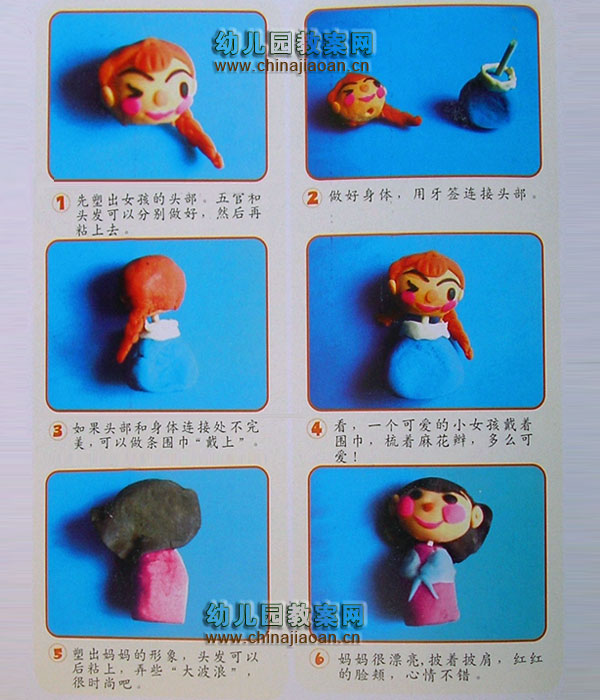 幼儿园教案网
www.chinajiaoan.cn
1 先塑出女孩的头部。五官和
头发可以分别做好，然后再
粘上去。
2 做好身体，用牙签连接头部。
3 如果头部和身体连接处不完
美，可以做条围巾“戴上”。
4 看，一个可爱的小女孩戴着
围巾，梳着麻花辫，多么可
爱！
幼儿园教案网
www.chinajiaoan.cn
5 塑出妈妈的形象，头发可以
后粘上，弄些“大波浪”，
很时尚吧。
6 妈妈很漂亮，披着披肩，红红
的脸颊，心情不错。